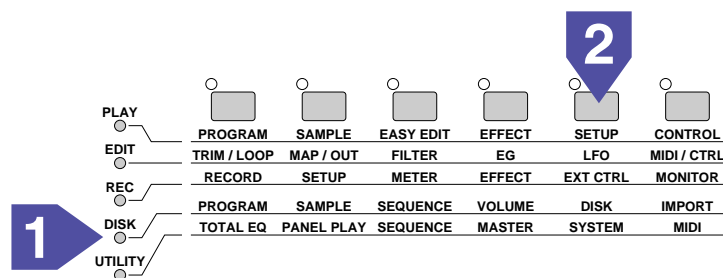 2
PLAY
PROGRAM SAMPLE EASY EDIT EFFECT SETUP CONTROL
EDIT
TRIM / LOOP MAP / OUT FILTER EG LFO MIDI / CTRL
REC
RECORD SETUP METER EFFECT EXT CTRL MONITOR
1
DISK
PROGRAM SAMPLE SEQUENCE VOLUME DISK IMPORT
UTILITY
TOTAL EQ PANEL PLAY SEQUENCE MASTER SYSTEM MIDI